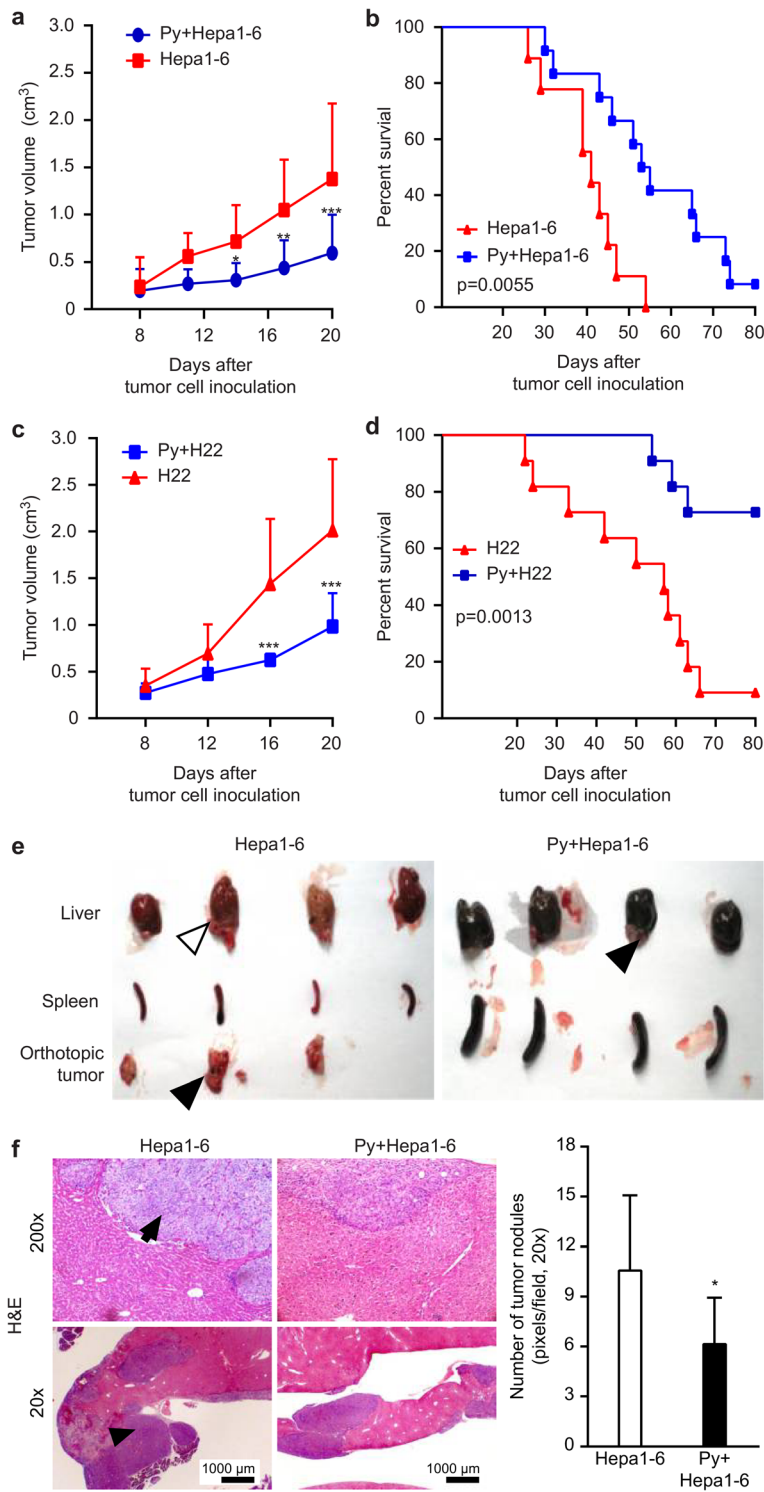 a
Py+Hepa1-6
Hepa1-6
Tumor volume (cm3)
3.0
2.5
2.0
1.5
1.0
0.5
0
*
**
***
8 12 16 20
Days after
tumor cell inoculation
b
Percent survival
100
80
60
40
20
0
Hepa1-6
Py+Hepa1-6
p=0.0055
20 30 40 50 60 70 80
Days after
tumor cell inoculation
c
Py+H22
H22
Tumor volume (cm3)
3.0
2.5
2.0
1.5
1.0
0.5
0
***
***
8 12 16 20
Days after
tumor cell inoculation
d
Percent survival
100
80
60
40
20
0
H22
Py+H22
p=0.0013
20 30 40 50 60 70 80
Days after
tumor cell inoculation
e
Hepa1-6 Py+Hepa1-6
Liver
Spleen
Orthotopic
tumor
f
Hepa1-6 Py+Hepa1-6
H&E
200x
20x
1000 µm 1000 µm
Number of tumor nodules
(pixels/field, 20x)
18
15
12
9
6
3
0
*
Hepa1-6 Py+
Hepa1-6